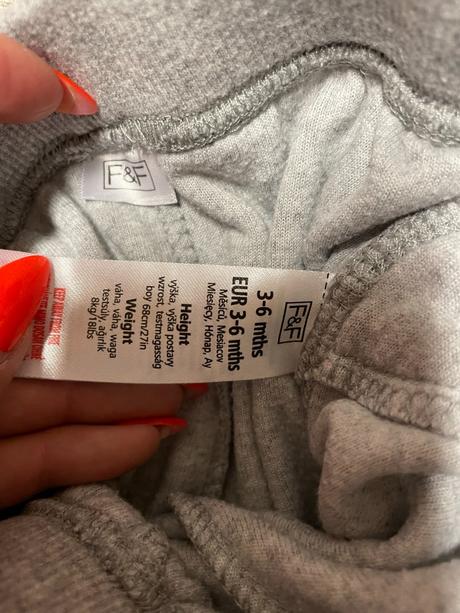 F&F
F&F
3-6 mths
EUR 3-6 mths
Měsíců, Mesiacov
Miesięcy, Hónap, Ay
Height
výška, výška postavy
wzrost, testmagasság
boy 68cm/27in
Weight
váha, váha, waga
testsúly, ağirlik
8kg/18lbs